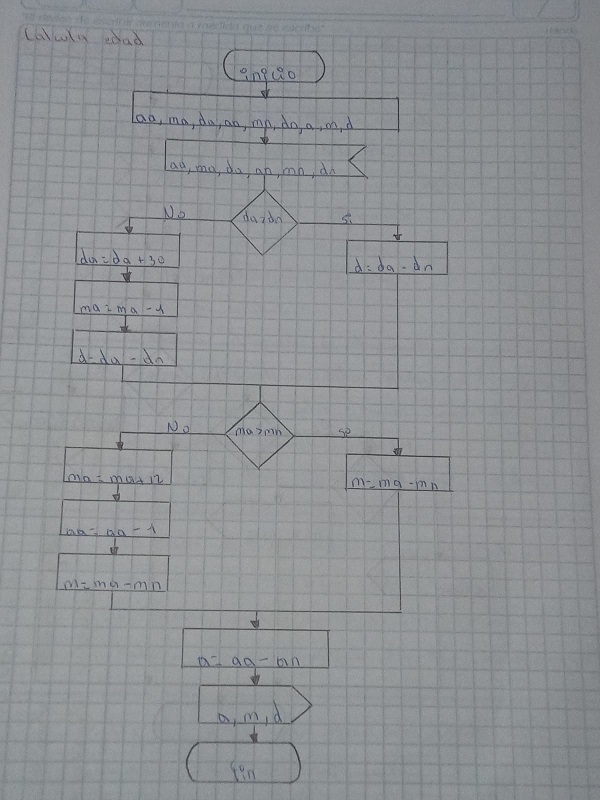 Calcula edad
inicio
aa, ma, da, an, mn, dn, a, m, d
aa, ma, da, an, mn, dn
da>dn
No
si
da=da+30
d=da-dn
ma=ma-1
d=da-dn
ma>mn
No
si
ma=ma+12
m=ma-mn
aa=aa-1
m=ma-mn
a=aa-an
a, m, d
fin